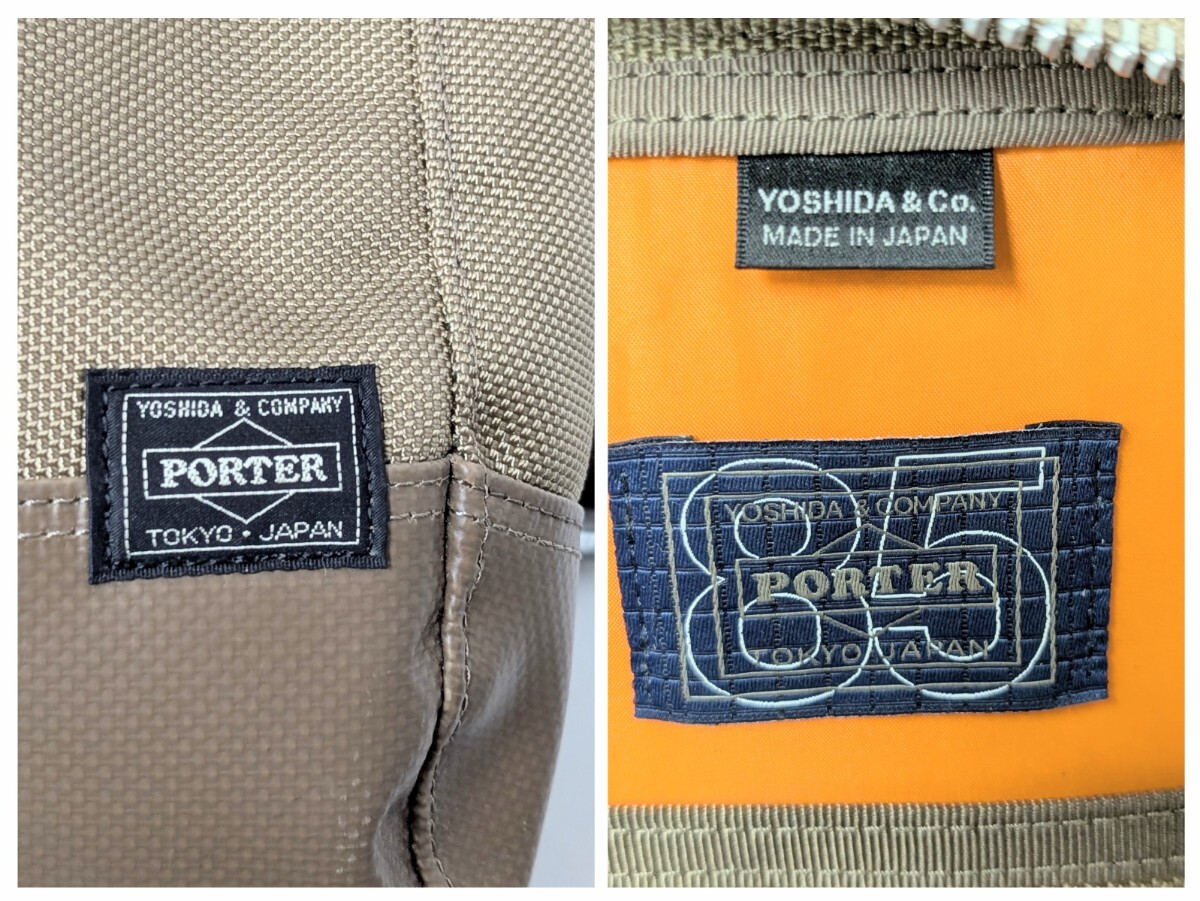 YOSHIDA & COMPANY
PORTER
TOKYO • JAPAN
YOSHIDA & Co.
MADE IN JAPAN
85
YOSHIDA & COMPANY
PORTER
TOKYO JAPAN